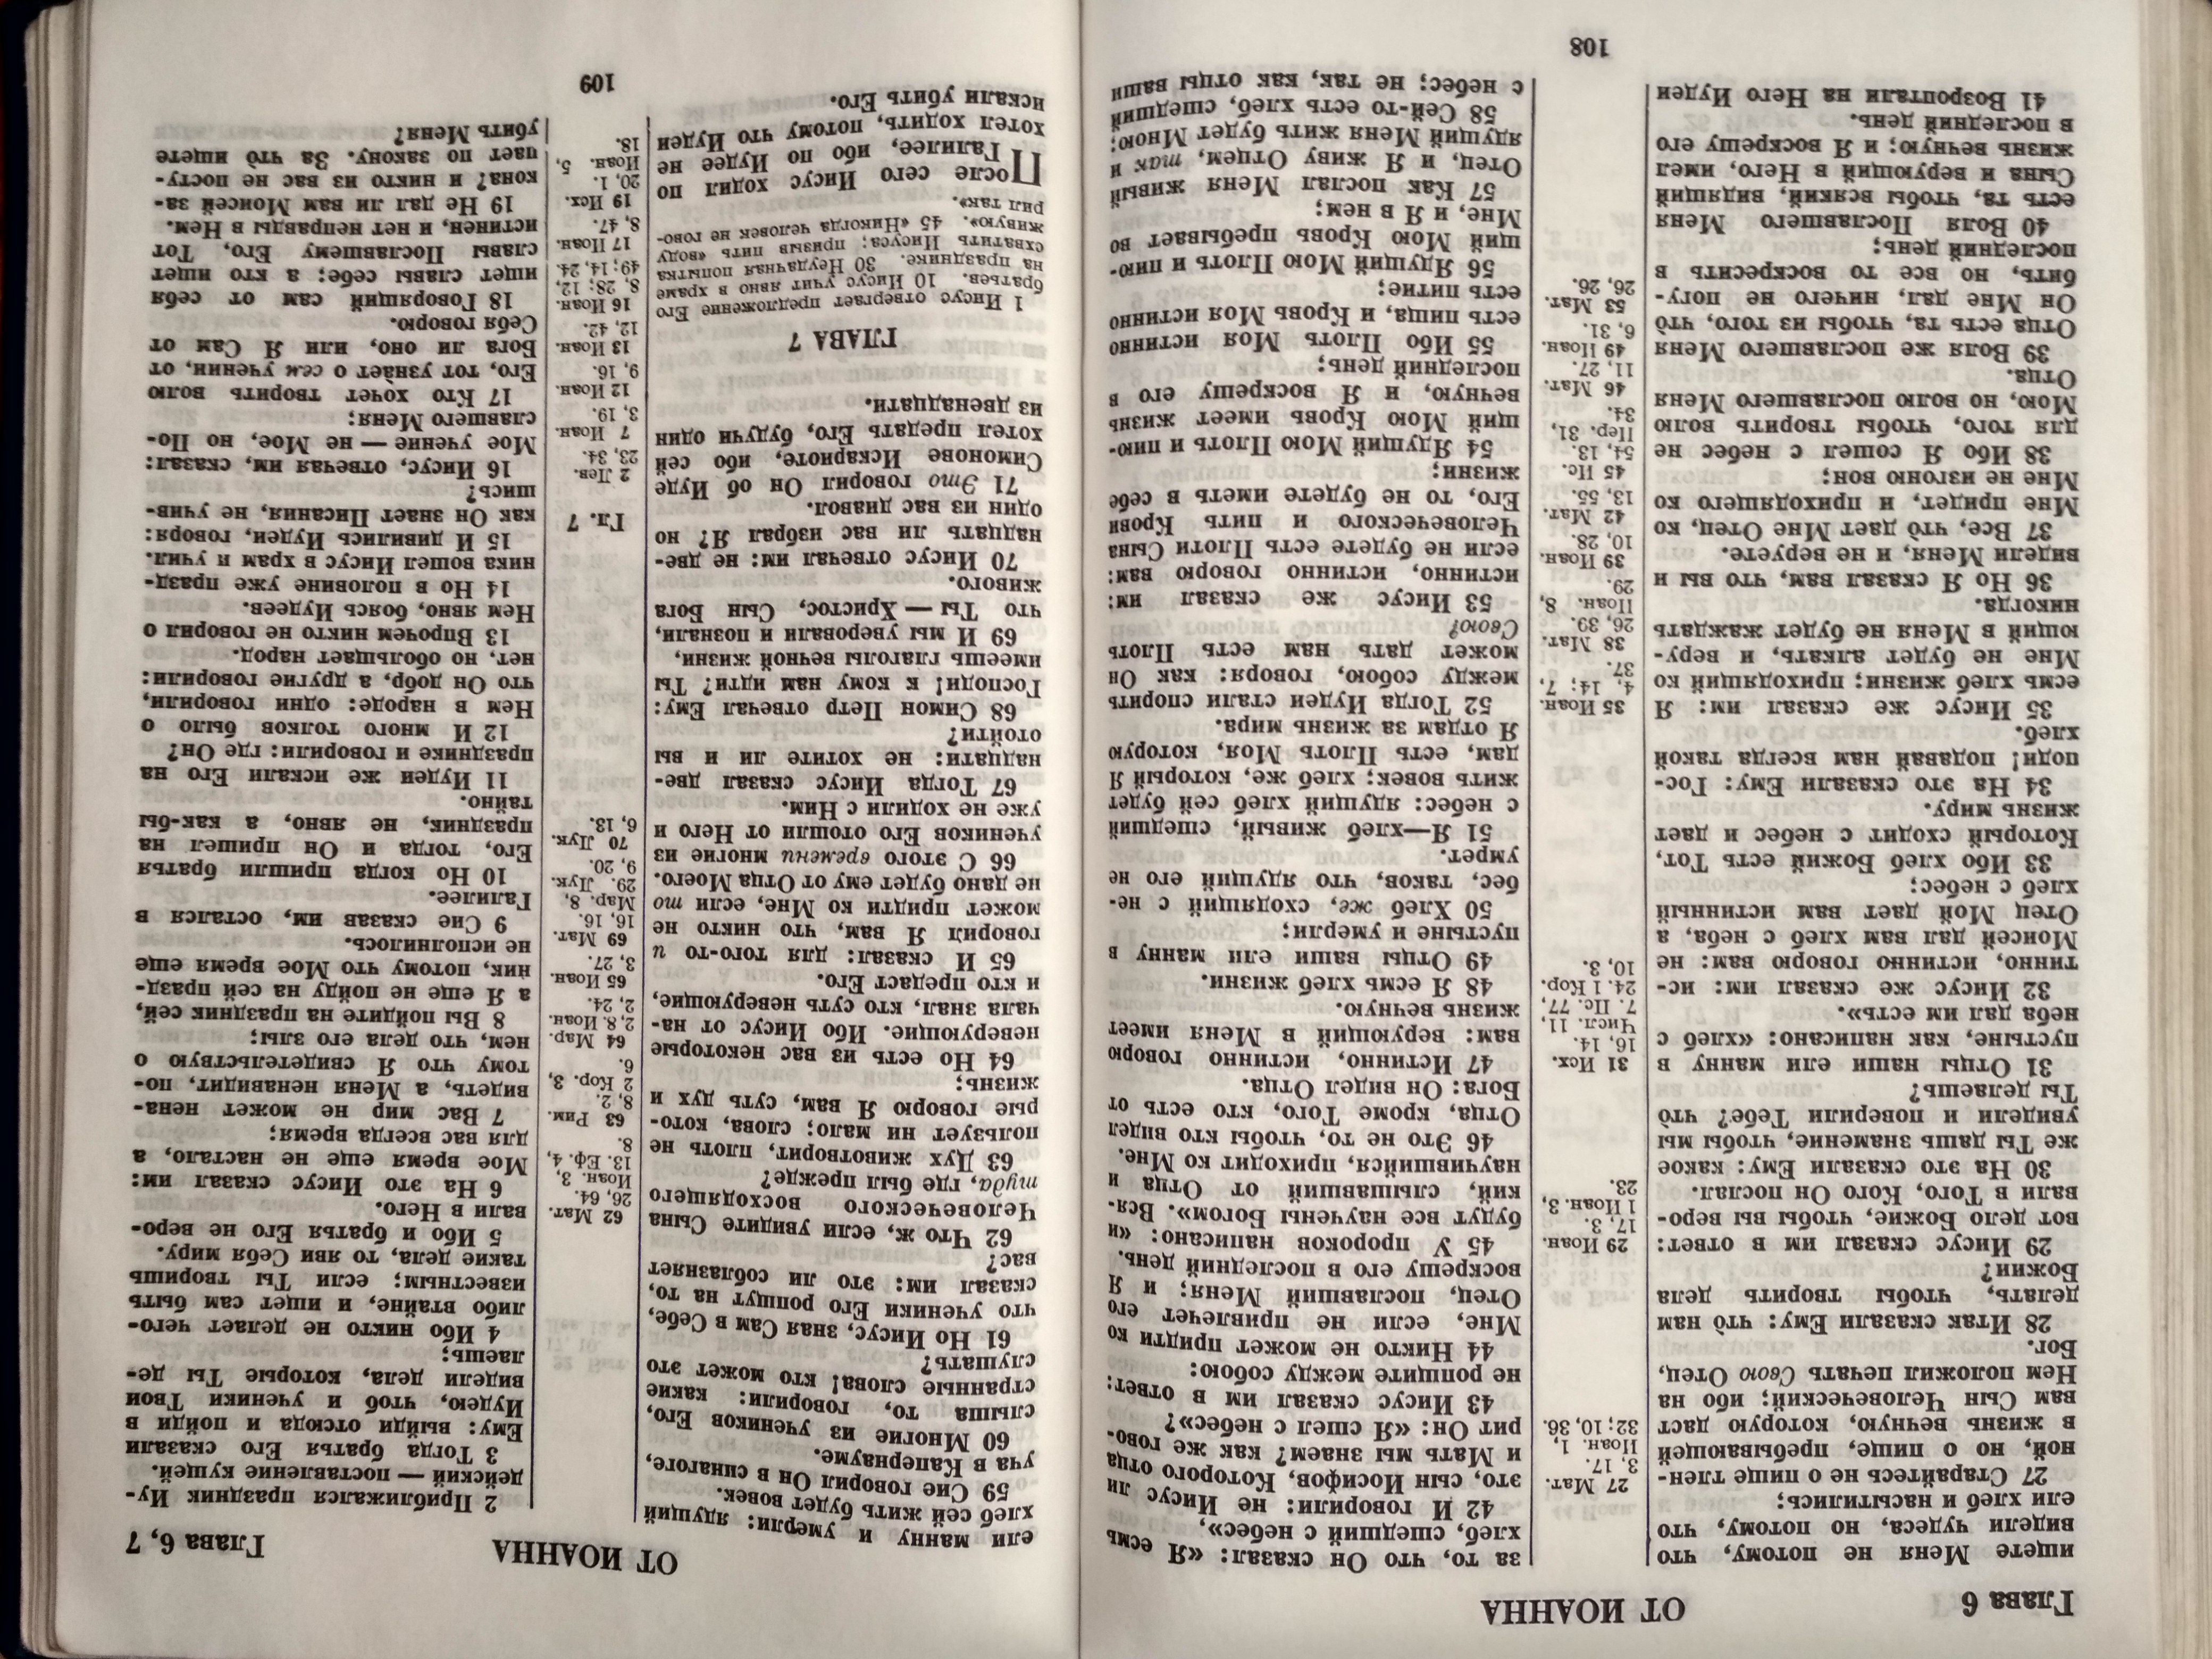 Глава 6
ОТ ИОАННА
ищете Меня не потому, что
видели чудеса, но потому, что
ели хлеб и насытились;
27 Старайтесь не о пище тлен-
ной, но о пище, пребывающей
в жизнь вечную, которую даст
вам Сын Человеческий; ибо на
Нем положил печать Свою Отец,
Бог.
28 Итак сказали Ему: что̀ нам
делать, чтобы творить дела
Божии?
29 Иисус сказал им в ответ:
вот дело Божие, чтобы вы веро-
вали в Того, Кого Он послал.
30 На это сказали Ему: какое
же Ты дашь знамение, чтобы мы
увидели и поверили Тебе? что̀
Ты делаешь?
31 Отцы наши ели манну в
пустыне, как написано: «хлеб с
неба дал им есть».
32 Иисус же сказал им: ис-
тинно, истинно говорю вам: не
Моисей дал вам хлеб с неба, а
Отец Мой дает вам истинный
хлеб с небес;
33 Ибо хлеб Божий есть Тот,
Который сходит с небес и дает
жизнь миру.
34 На это сказали Ему: Гос-
поди! подавай нам всегда такой
хлеб.
35 Иисус же сказал им: Я
есмь хлеб жизни; приходящий ко
Мне не будет алкать, и веру-
ющий в Меня не будет жаждать
никогда.
36 Но Я сказал вам, что вы и
видели Меня, и не веруете.
37 Все, что̀ дает Мне Отец, ко
Мне придет, и приходящего ко
Мне не изгоню вон;
38 Ибо Я сошел с небес не
для того, чтобы творить волю
Мою, но волю пославшего Меня
Отца.
39 Воля же пославшего Меня
Отца есть та, чтобы из того, что̀
Он Мне дал, ничего не погу-
бить, но все то воскресить в
последний день;
40 Воля Пославшего Меня
есть та, чтобы всякий, видящий
Сына и верующий в Него, имел
жизнь вечную; и Я воскрешу его
в последний день.
41 Возроптали на Него Иудеи
27 Мат.
3, 17.
Иоан. 1,
32; 10, 36.
29 Иоан.
17, 3.
1 Иоан. 3,
23.
31 Исх.
16, 14.
Числ. 11,
7. Пс. 77,
24. 1 Кор.
10, 3.
35 Иоан.
4, 14; 7,
37.
38 Мат.
26, 39.
Иоан. 8,
29.
39 Иоан.
10, 28.
42 Мат.
13, 55.
45 Ис.
54, 13.
Иер. 31,
34.
46 Мат.
11, 27.
49 Иоан.
6, 31.
53 Мат.
26, 26.
за то, что Он сказал: «Я есмь
хлеб, сшедший с небес»,
42 И говорили: не Иисус ли
это, сын Иосифов, Которого отца
и Мать мы знаем? как же гово-
рит Он: «Я сшел с небес»?
43 Иисус сказал им в ответ:
не ропщите между собою:
44 Никто не может придти ко
Мне, если не привлечет его
Отец, пославший Меня; и Я
воскрешу его в последний день.
45 У пророков написано: «и
будут все научены Богом». Вся-
кий, слышавший от Отца и
научившийся, приходит ко Мне.
46 Это не то, чтобы кто видел
Отца, кроме Того, кто есть от
Бога: Он видел Отца.
47 Истинно, истинно говорю
вам: верующий в Меня имеет
жизнь вечную.
48 Я есмь хлеб жизни.
49 Отцы ваши ели манну в
пустыне и умерли;
50 Хлеб же, сходящий с не-
бес, таков, что ядущий его не
умрет.
51 Я—хлеб живый, сшедший
с небес: ядущий хлеб сей будет
жить вовек; хлеб же, который Я
дам, есть Плоть Моя, которую
Я отдам за жизнь мира.
52 Тогда Иудеи стали спорить
между собою, говоря: как Он
может дать нам есть Плоть
Свою?
53 Иисус же сказал им:
истинно, истинно говорю вам:
если не будете есть Плоти Сына
Человеческого и пить Крови
Его, то не будете иметь в себе
жизни;
54 Ядущий Мою Плоть и пию-
щий Мою Кровь имеет жизнь
вечную, и Я воскрешу его в
последний день;
55 Ибо Плоть Моя истинно
есть пища, и Кровь Моя истинно
есть питие;
56 Ядущий Мою Плоть и пию-
щий Мою Кровь пребывает во
Мне, и Я в нем;
57 Как послал Меня живый
Отец, и Я живу Отцем, так и
ядущий Меня жить будет Мною;
58 Сей-то есть хлеб, сшедший
с небес; не так, как отцы ваши
108
ОТ ИОАННА
Глава 6, 7
ели манну и умерли: ядущий
хлеб сей жить будет вовек.
59 Сие говорил Он в синагоге,
уча в Капернауме.
60 Многие из учеников Его,
слыша то, говорили: какие
странные слова! кто может это
слушать?
61 Но Иисус, зная Сам в Себе,
что ученики Его ропщут на то,
сказал им: это ли соблазняет
вас?
62 Что ж, если увидите Сына
Человеческого восходящего
туда, где был прежде?
63 Дух животворит, плоть не
пользует ни мало; слова, кото-
рые говорю Я вам, суть дух и
жизнь;
64 Но есть из вас некоторые
неверующие. Ибо Иисус от на-
чала знал, кто суть неверующие,
и кто предаст Его.
65 И сказал: для того-то и
говорил Я вам, что никто не
может придти ко Мне, если то
не дано будет ему от Отца Моего.
66 С этого времени многие из
учеников Его отошли от Него и
уже не ходили с Ним.
67 Тогда Иисус сказал две-
надцати: не хотите ли и вы
отойти?
68 Симон Петр отвечал Ему:
Господи! к кому нам идти? Ты
имеешь глаголы вечной жизни,
69 И мы уверовали и познали,
что Ты — Христос, Сын Бога
живого.
70 Иисус отвечал им: не две-
надцать ли вас избрал Я? но
один из вас диавол.
71 Это говорил Он об Иуде
Симонове Искариоте, ибо сей
хотел предать Его, будучи один
из двенадцати.
ГЛАВА 7
1 Иисус отвергает предложение Его
братьев. 10 Иисус учит явно в храме
на празднике. 30 Неудачная попытка
схватить Иисуса; призыв пить «воду
живую». 45 «Никогда человек не гово-
рил так».
После сего Иисус ходил по
Галилее, ибо по Иудее не
хотел ходить, потому что Иудеи
искали убить Его.
62 Мат.
26, 64.
Иоан. 3,
13. Еф. 4,
8.
63 Рим.
8, 2.
2 Кор. 3,
6.
64 Мар.
2, 8. Иоан.
2, 24.
65 Иоан.
3, 27.
69 Мат.
16, 16.
Мар. 8,
29. Лук.
9, 20.
70 Лук.
6, 13.
Гл. 7
2 Лев.
23, 34.
7 Иоан.
3, 19.
12 Иоан.
9, 16.
13 Иоан.
12, 42.
16 Иоан.
8, 28; 12,
49; 14, 24.
17 Иоан.
8, 47.
19 Исх.
20, 1.
Иоан. 5,
18.
2 Приближался праздник Иу-
дейский — поставление кущей.
3 Тогда братья Его сказали
Ему: выйди отсюда и пойди в
Иудею, чтоб и ученики Твои
видели дела, которые Ты де-
лаешь;
4 Ибо никто не делает чего-
либо втайне, и ищет сам быть
известным; если Ты творишь
такие дела, то яви Себя миру.
5 Ибо и братья Его не веро-
вали в Него.
6 На это Иисус сказал им:
Мое время еще не настало, а
для вас всегда время;
7 Вас мир не может нена-
видеть, а Меня ненавидит, по-
тому что Я свидетельствую о
нем, что дела его злы;
8 Вы пойдите на праздник сей,
а Я еще не пойду на сей празд-
ник, потому что Мое время еще
не исполнилось.
9 Сие сказав им, остался в
Галилее.
10 Но когда пришли братья
Его, тогда и Он пришел на
праздник, не явно, а как-бы
тайно.
11 Иудеи же искали Его на
празднике и говорили: где Он?
12 И много толков было о
Нем в народе: одни говорили,
что Он добр, а другие говорили:
нет, но обольщает народ.
13 Впрочем никто не говорил о
Нем явно, боясь Иудеев.
14 Но в половине уже празд-
ника вошел Иисус в храм и учил.
15 И дивились Иудеи, говоря:
как Он знает Писания, не учив-
шись?
16 Иисус, отвечая им, сказал:
Мое учение — не Мое, но По-
славшего Меня;
17 Кто хочет творить волю
Его, тот узна̀ет о сем учении, от
Бога ли оно, или Я Сам от
Себя говорю.
18 Говорящий сам от себя
ищет славы себе; а кто ищет
славы Пославшему Его, Тот
истинен, и нет неправды в Нем.
19 Не дал ли вам Моисей за-
кона? и никто из вас не посту-
пает по закону. За что̀ ищете
убить Меня?
109